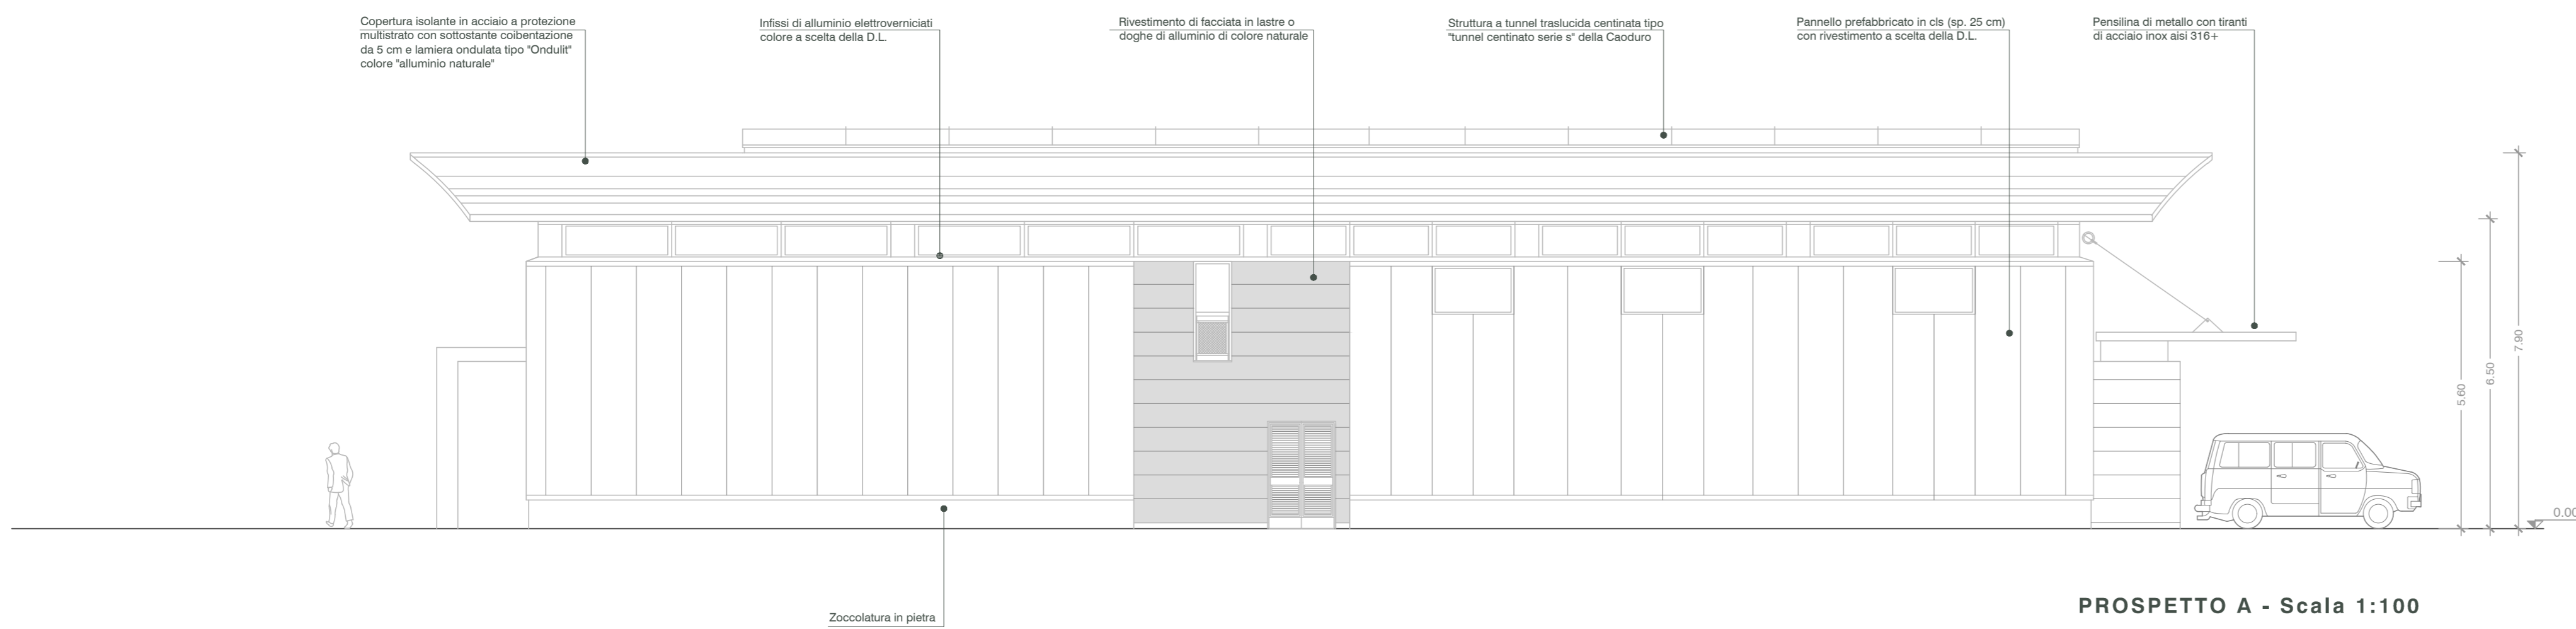 Copertura isolante in acciaio a protezione
multistrato con sottostante coibentazione
da 5 cm e lamiera ondulata tipo "Ondulit"
colore "alluminio naturale"
Infissi di alluminio elettroverniciati
colore a scelta della D.L.
Rivestimento di facciata in lastre o
doghe di alluminio di colore naturale
Struttura a tunnel traslucida centinata tipo
"tunnel centinato serie s" della Caoduro
Pannello prefabbricato in cls (sp. 25 cm)
con rivestimento a scelta della D.L.
Pensilina di metallo con tiranti
di acciaio inox aisi 316+
7.90
6.50
5.60
0.00
Zoccolatura in pietra
PROSPETTO A - Scala 1:100